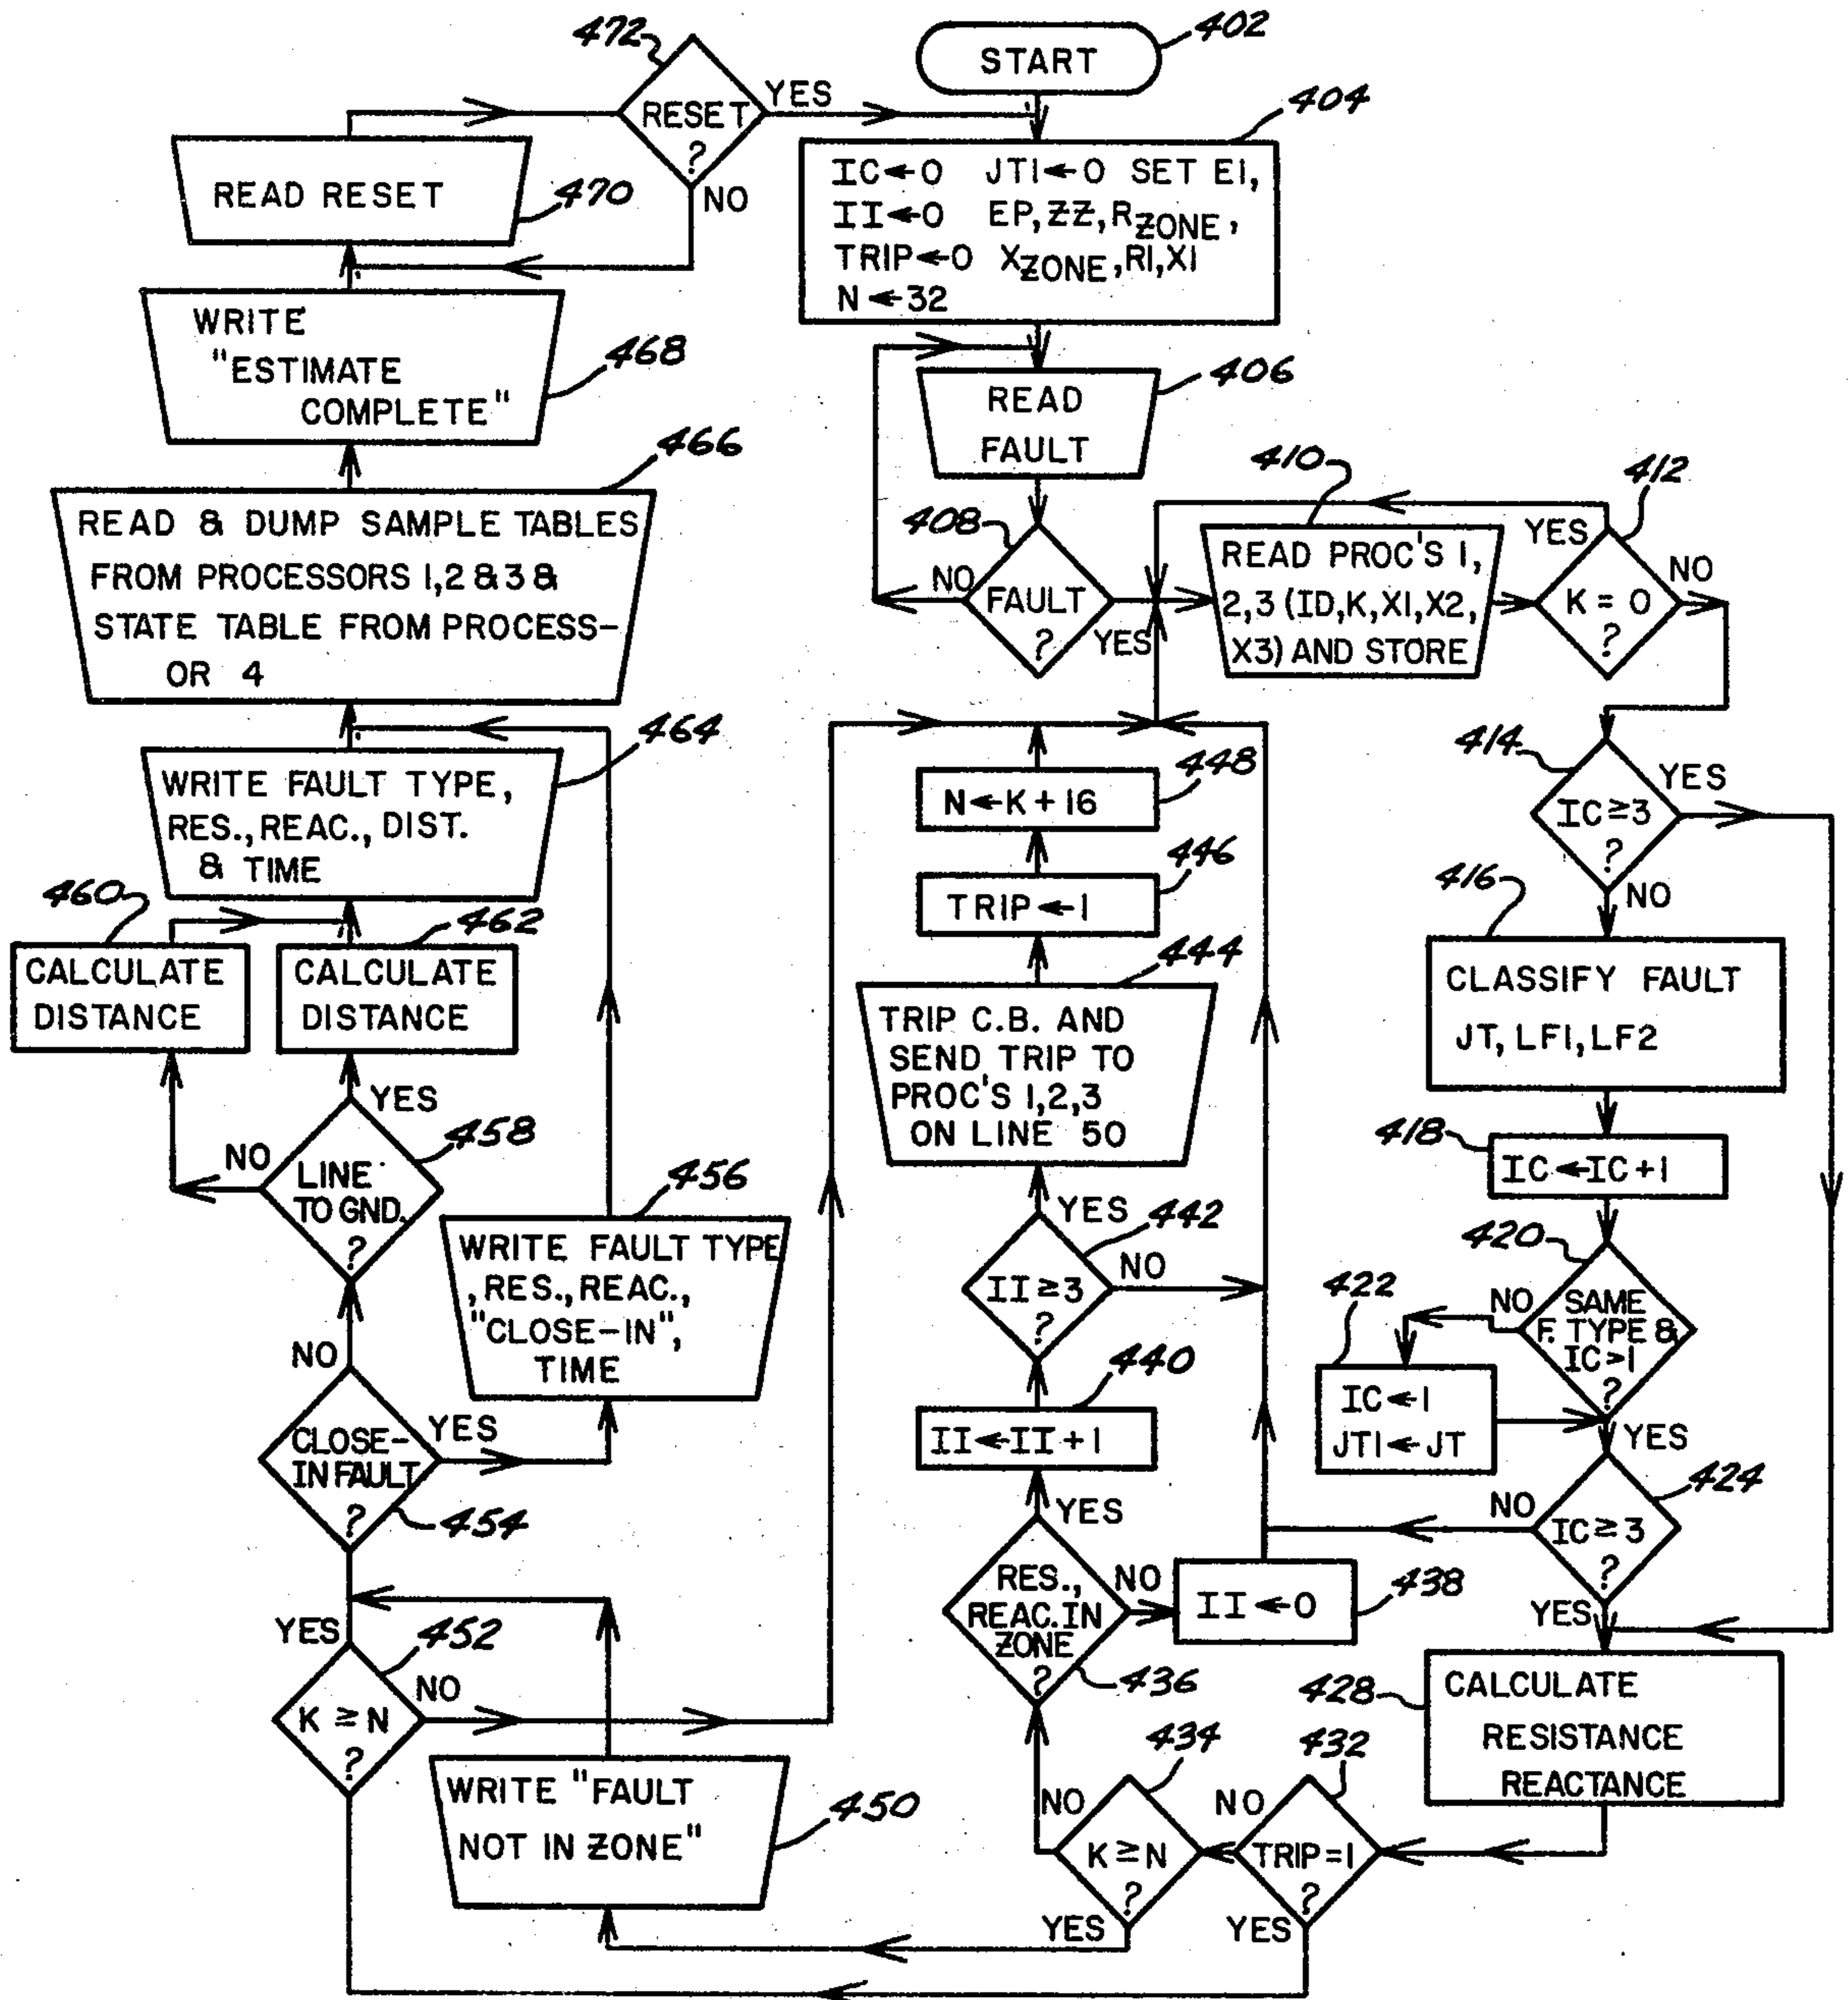 402
START
404
IC←0 JT1←0 SET E1,
II←0 EP, ZZ, RZONE,
TRIP←0 XZONE, R1, X1
N←32
406
READ
FAULT
408
FAULT
?
NO
YES
410
READ PROC'S 1,
2,3 (ID,K,X1,X2,
X3) AND STORE
412
K = 0
?
YES
NO
414
IC≥3
?
YES
NO
416
CLASSIFY FAULT
JT, LF1, LF2
418
IC←IC+1
420
SAME
F. TYPE &
IC>1
?
NO
YES
422
IC←1
JT1←JT
424
IC≥3
?
NO
YES
428
CALCULATE
RESISTANCE
REACTANCE
432
TRIP=1
?
NO
YES
434
K≥N
?
NO
YES
436
RES.,
REAC. IN
ZONE
?
NO
YES
438
II←0
440
II←II+1
442
II≥3
?
NO
YES
444
TRIP C.B. AND
SEND TRIP TO
PROC'S 1,2,3
ON LINE 50
446
TRIP←1
448
N←K+16
450
WRITE "FAULT
NOT IN ZONE"
452
K≥N
?
NO
YES
454
CLOSE-
IN FAULT
?
YES
NO
456
WRITE FAULT TYPE
, RES., REAC.,
"CLOSE-IN",
TIME
458
LINE
TO GND.
?
NO
YES
460
CALCULATE
DISTANCE
462
CALCULATE
DISTANCE
464
WRITE FAULT TYPE,
RES., REAC., DIST.
& TIME
466
READ & DUMP SAMPLE TABLES
FROM PROCESSORS 1,2&3&
STATE TABLE FROM PROCESS-
OR 4
468
WRITE
"ESTIMATE
COMPLETE"
470
READ RESET
472
RESET
?
YES
NO